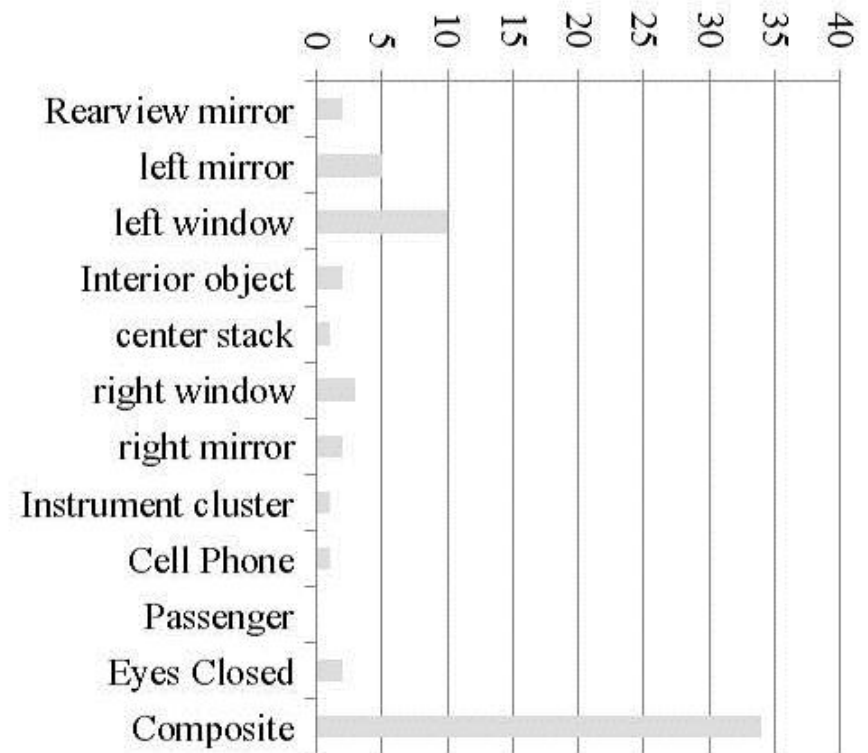 0 5 10 15 20 25 30 35 40
Rearview mirror
left mirror
left window
Interior object
center stack
right window
right mirror
Instrument cluster
Cell Phone
Passenger
Eyes Closed
Composite